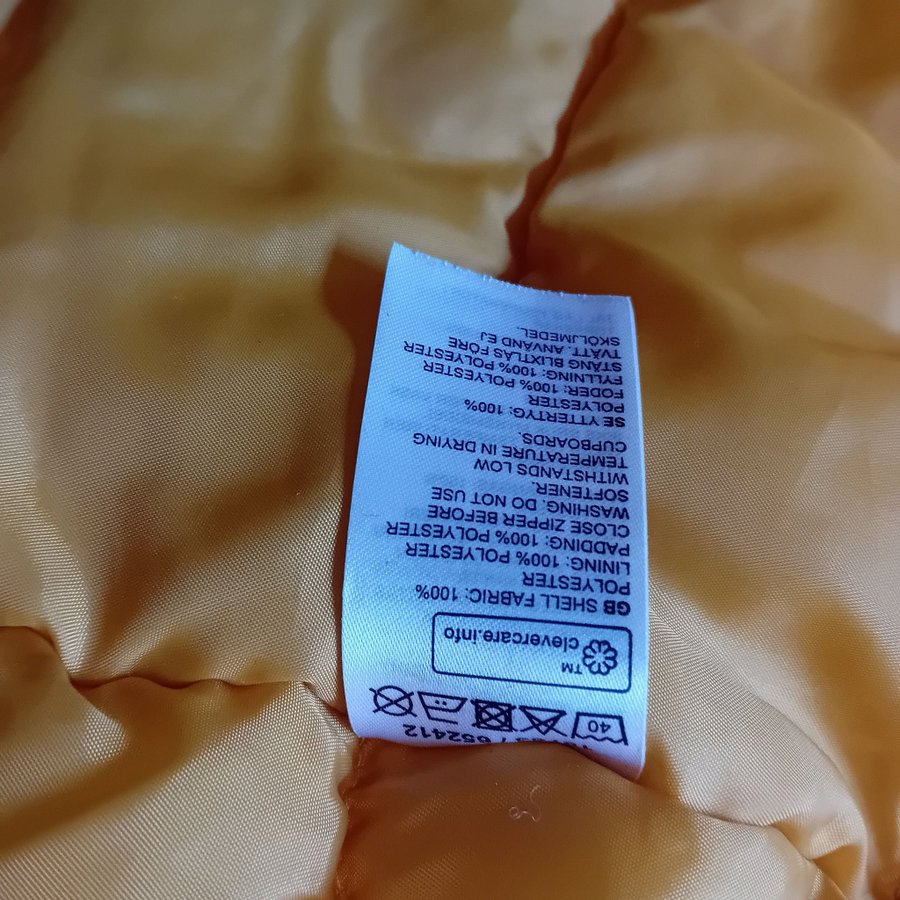 652412
40
TM
clevercare.info
GB SHELL FABRIC: 100%
POLYESTER
LINING: 100% POLYESTER
PADDING: 100% POLYESTER
CLOSE ZIPPER BEFORE
WASHING. DO NOT USE
SOFTENER.
WITHSTANDS LOW
TEMPERATURE IN DRYING
CUPBOARDS.
SE YTTERTYG: 100%
POLYESTER
FODER: 100% POLYESTER
FYLLNING: 100% POLYESTER
STÄNG BLIXTLÅS FÖRE
TVÄTT. ANVÄND EJ
SKÖLJMEDEL.